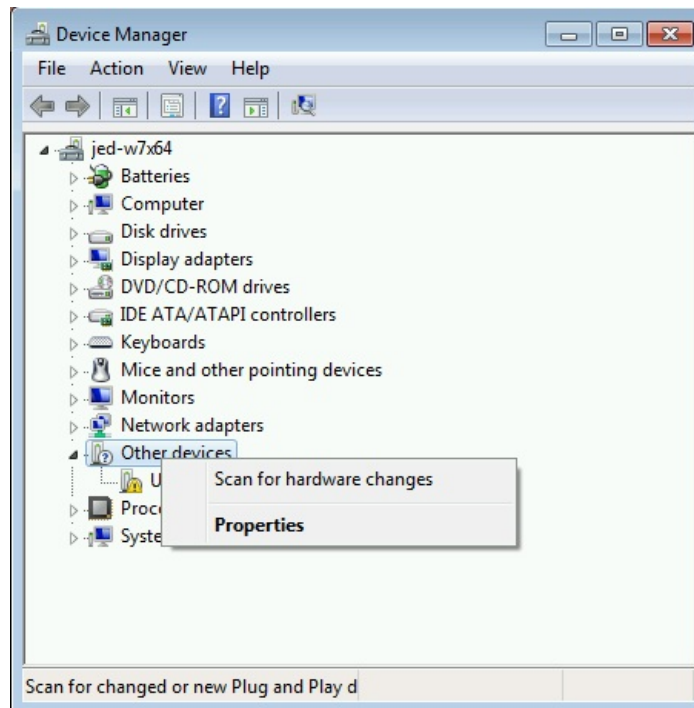 Device Manager
File Action View Help
jed-w7x64
Batteries
Computer
Disk drives
Display adapters
DVD/CD-ROM drives
IDE ATA/ATAPI controllers
Keyboards
Mice and other pointing devices
Monitors
Network adapters
Other devices
U
Scan for hardware changes
Proc
Properties
Syste
Scan for changed or new Plug and Play d